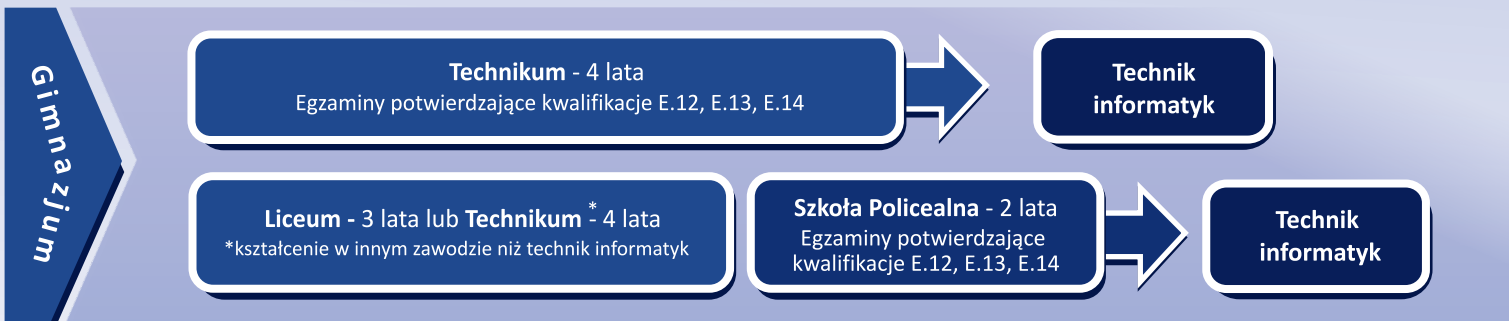 Gimnazjum
Technikum - 4 lata
Egzaminy potwierdzające kwalifikacje E.12, E.13, E.14
Technik
informatyk
Liceum - 3 lata lub Technikum *- 4 lata
*kształcenie w innym zawodzie niż technik informatyk
Szkoła Policealna - 2 lata
Egzaminy potwierdzające
kwalifikacje E.12, E.13, E.14
Technik
informatyk